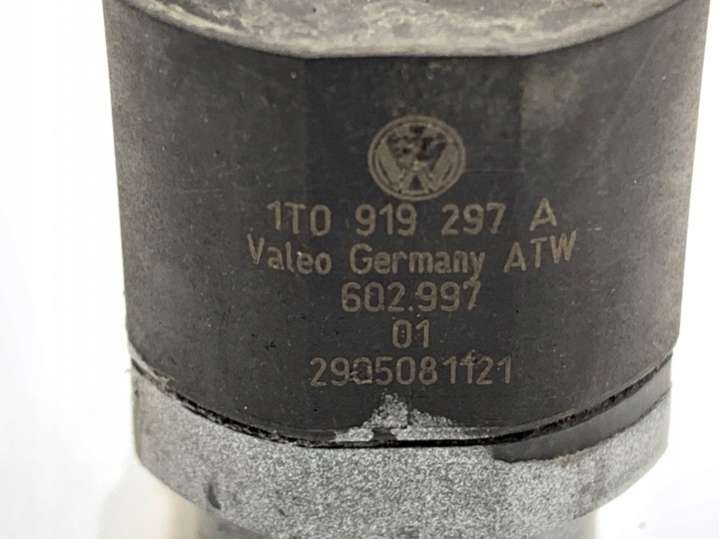 1T0 919 297 A
Valeo Germany ATW
602.997
01
2905081121